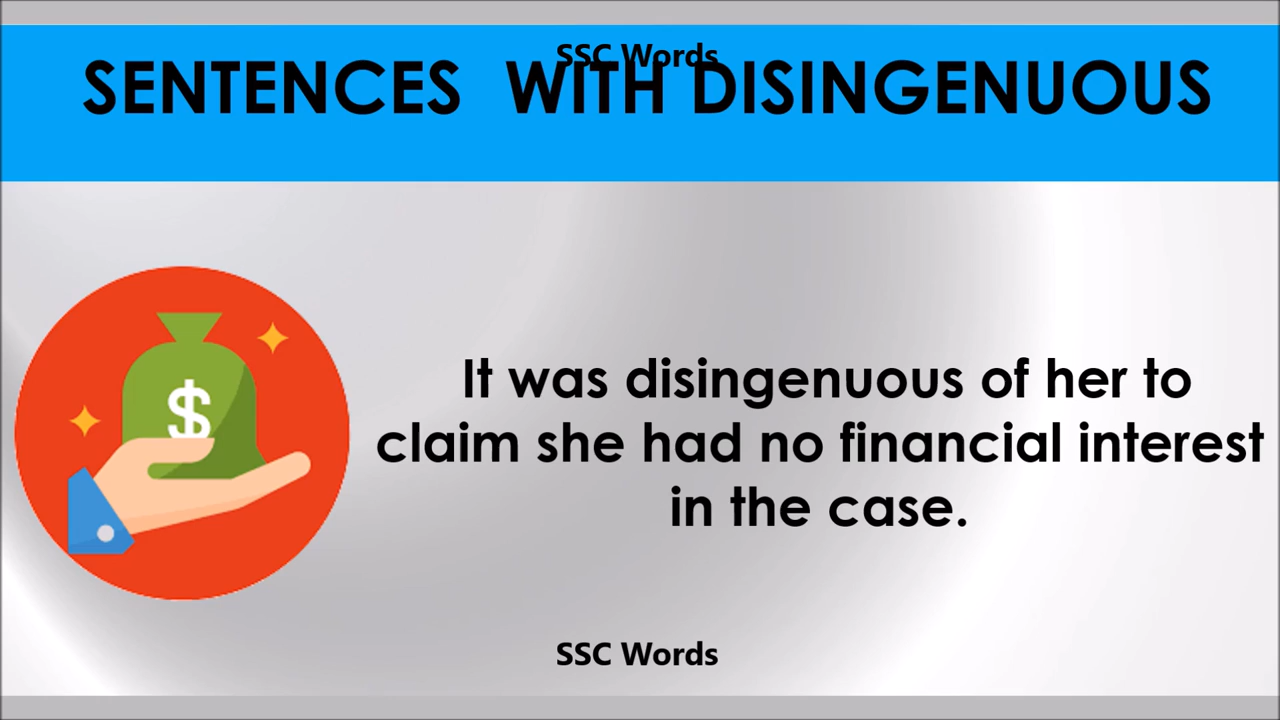 SSC Words
SENTENCES WITH DISINGENUOUS
$
It was disingenuous of her to
claim she had no financial interest
in the case.
SSC Words